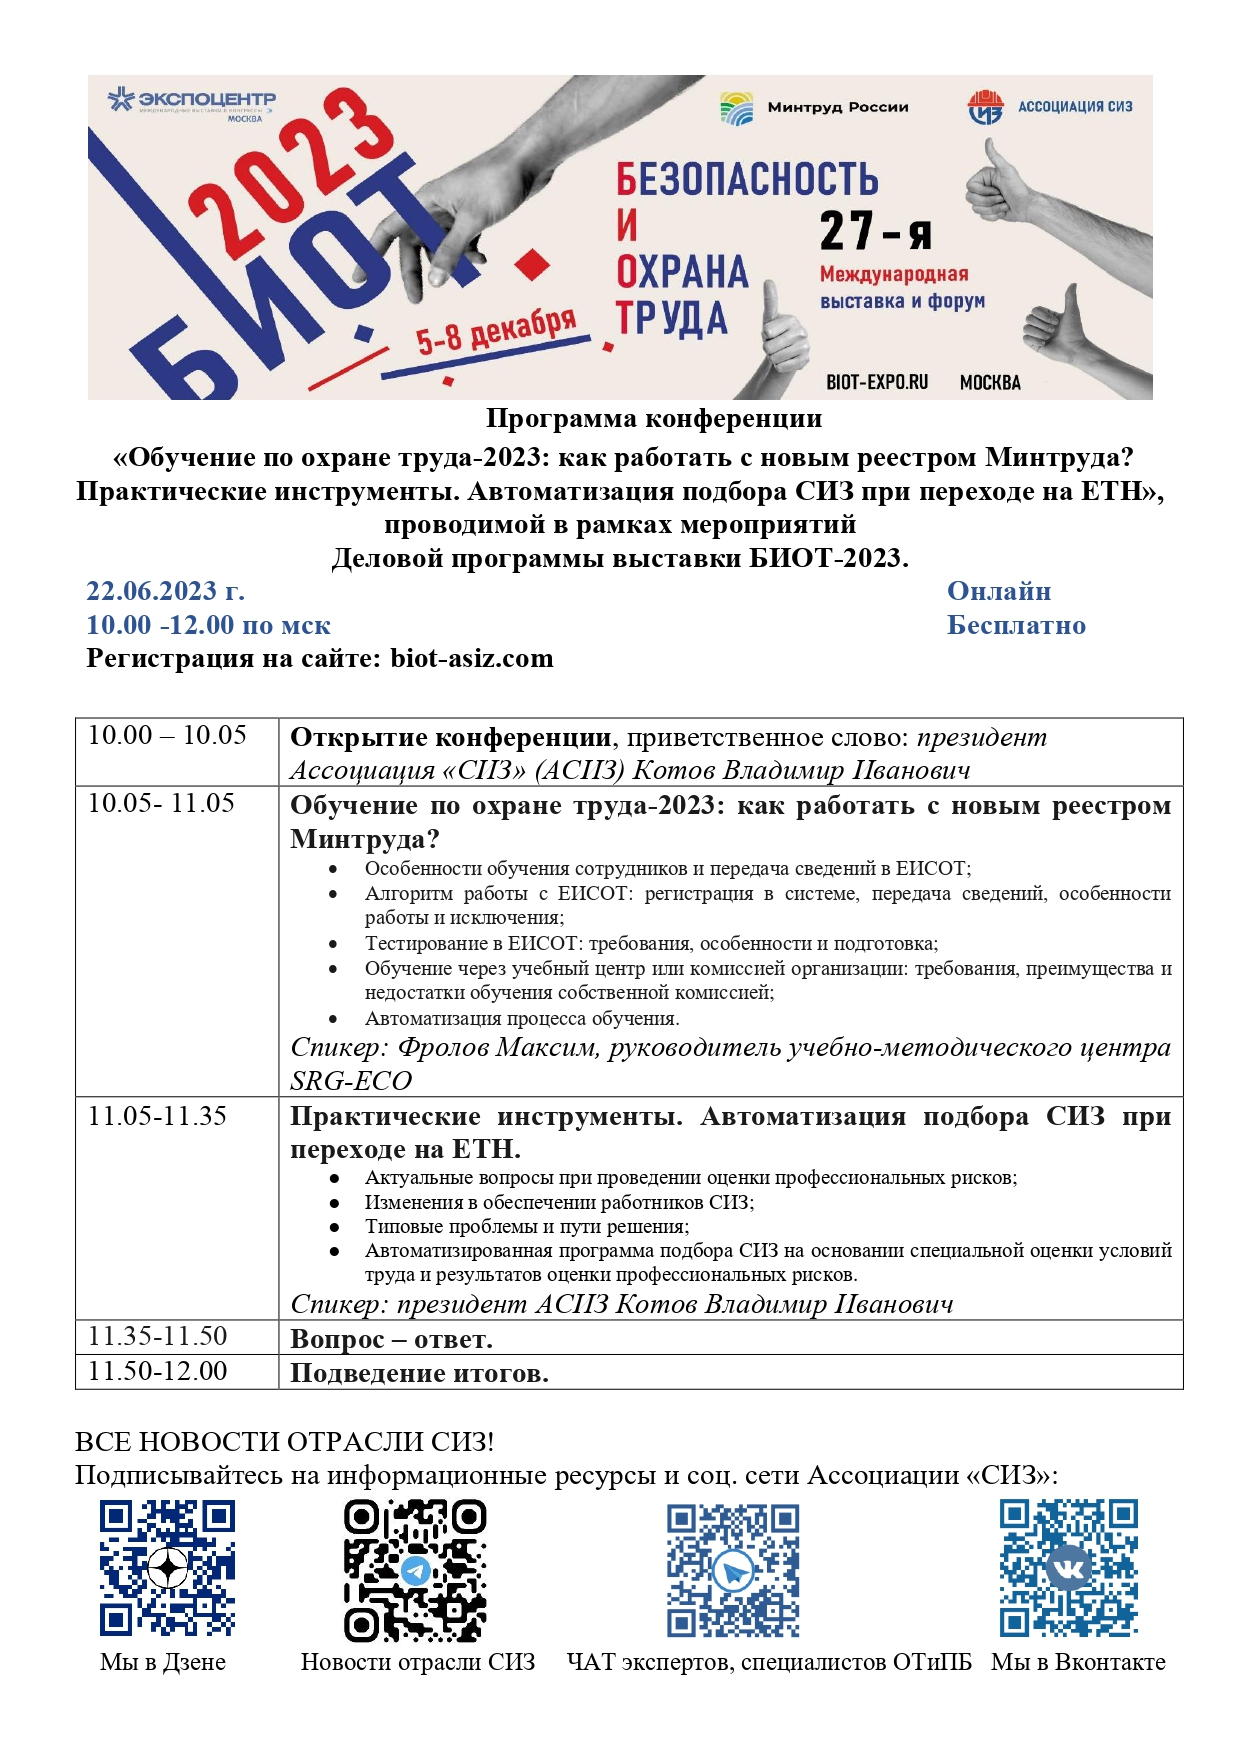 ЭКСПОЦЕНТР
МЕЖДУНАРОДНЫЕ ВЫСТАВКИ И КОНГРЕССЫ
МОСКВА
2023
БИОТ
5-8 декабря
Минтруд России
СИЗ
АССОЦИАЦИЯ СИЗ
БЕЗОПАСНОСТЬ
И
ОХРАНА
ТРУДА
27-я
Международная
выставка и форум
BIOT-EXPO.RU МОСКВА
Программа конференции
«Обучение по охране труда-2023: как работать с новым реестром Минтруда?
Практические инструменты. Автоматизация подбора СИЗ при переходе на ЕТН»,
проводимой в рамках мероприятий
Деловой программы выставки БИОТ-2023.
22.06.2023 г. Онлайн
10.00 -12.00 по мск Бесплатно
Регистрация на сайте: biot-asiz.com
10.00 – 10.05 Открытие конференции, приветственное слово: президент
Ассоциация «СИЗ» (АСИЗ) Котов Владимир Иванович
10.05- 11.05 Обучение по охране труда-2023: как работать с новым реестром
Минтруда?
• Особенности обучения сотрудников и передача сведений в ЕИСОТ;
• Алгоритм работы с ЕИСОТ: регистрация в системе, передача сведений, особенности
работы и исключения;
• Тестирование в ЕИСОТ: требования, особенности и подготовка;
• Обучение через учебный центр или комиссией организации: требования, преимущества и
недостатки обучения собственной комиссией;
• Автоматизация процесса обучения.
Спикер: Фролов Максим, руководитель учебно-методического центра
SRG-ECO
11.05-11.35 Практические инструменты. Автоматизация подбора СИЗ при
переходе на ЕТН.
● Актуальные вопросы при проведении оценки профессиональных рисков;
● Изменения в обеспечении работников СИЗ;
● Типовые проблемы и пути решения;
● Автоматизированная программа подбора СИЗ на основании специальной оценки условий
труда и результатов оценки профессиональных рисков.
Спикер: президент АСИЗ Котов Владимир Иванович
11.35-11.50 Вопрос – ответ.
11.50-12.00 Подведение итогов.
ВСЕ НОВОСТИ ОТРАСЛИ СИЗ!
Подписывайтесь на информационные ресурсы и соц. сети Ассоциации «СИЗ»:
Мы в Дзене Новости отрасли СИЗ ЧАТ экспертов, специалистов ОТиПБ Мы в Вконтакте